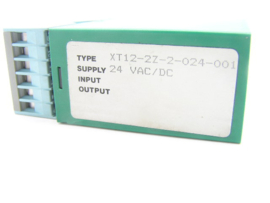 TYPE XT12-2Z-2-024-001
SUPPLY 24 VAC/DC
INPUT
OUTPUT